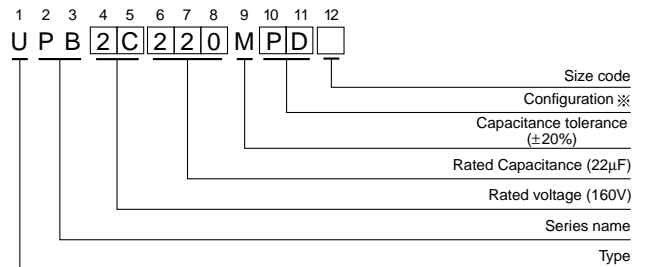 1 2 3 4 5 6 7 8 9 10 11 12
U P B 2 C 2 2 0 M P D
Size code
Configuration ※
Capacitance tolerance
(±20%)
Rated Capacitance (22μF)
Rated voltage (160V)
Series name
Type